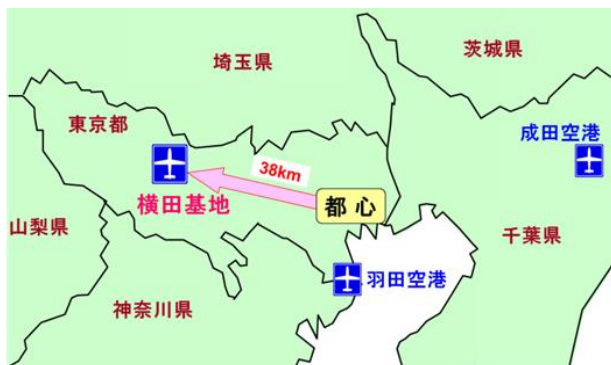 茨城県
埼玉県
東京都
成田空港
38km
横田基地
都心
山梨県
千葉県
羽田空港
神奈川県